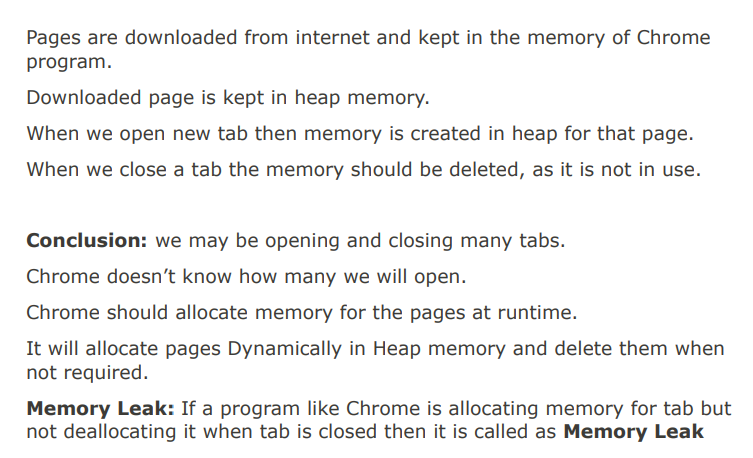 Pages are downloaded from internet and kept in the memory of Chrome
program.
Downloaded page is kept in heap memory.
When we open new tab then memory is created in heap for that page.
When we close a tab the memory should be deleted, as it is not in use.
Conclusion: we may be opening and closing many tabs.
Chrome doesn’t know how many we will open.
Chrome should allocate memory for the pages at runtime.
It will allocate pages Dynamically in Heap memory and delete them when
not required.
Memory Leak: If a program like Chrome is allocating memory for tab but
not deallocating it when tab is closed then it is called as Memory Leak